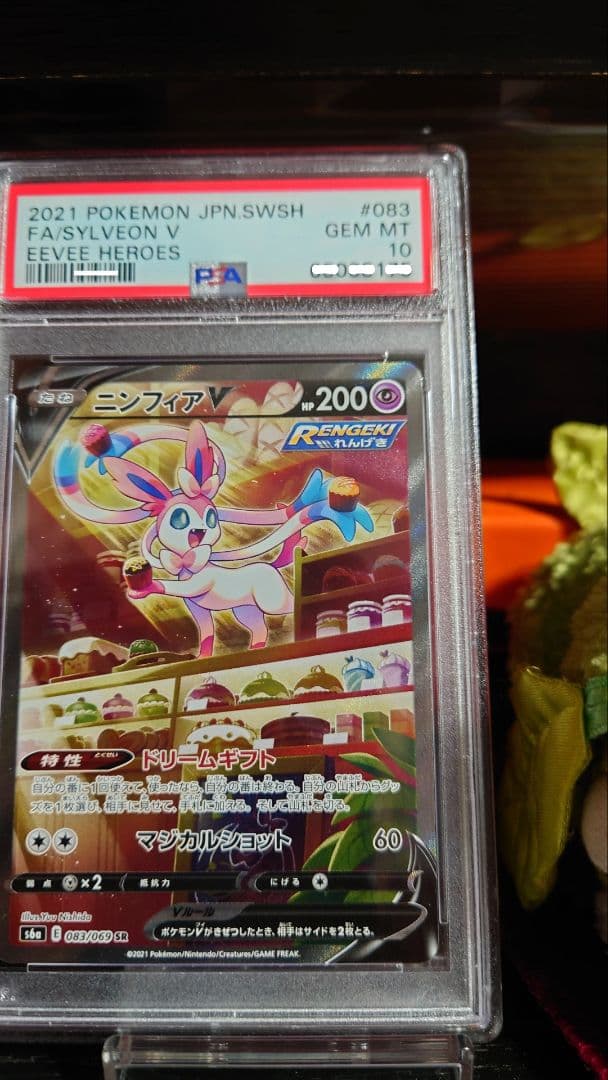 2021 POKEMON JPN.SWSH #083
FA/SYLVEON V GEM MT
EEVEE HEROES 10
PSA
たね ニンフィアV HP 200
RENGEKI
れんげき
特性 とくせい ドリームギフト
自分の番に1回使えて、使ったなら、自分の番は終わる。自分の山札からグッ
ズを1枚選び、相手に見せて、手札に加える。そして山札を切る。
マジカルショット 60
弱点 ×2 抵抗力 にげる
Illus. Yuu Nishida
Vルール
s6a E 083/069 SR ポケモンVがきぜつしたとき、相手はサイドを2枚とる。
©2021 Pokémon/Nintendo/Creatures/GAME FREAK.